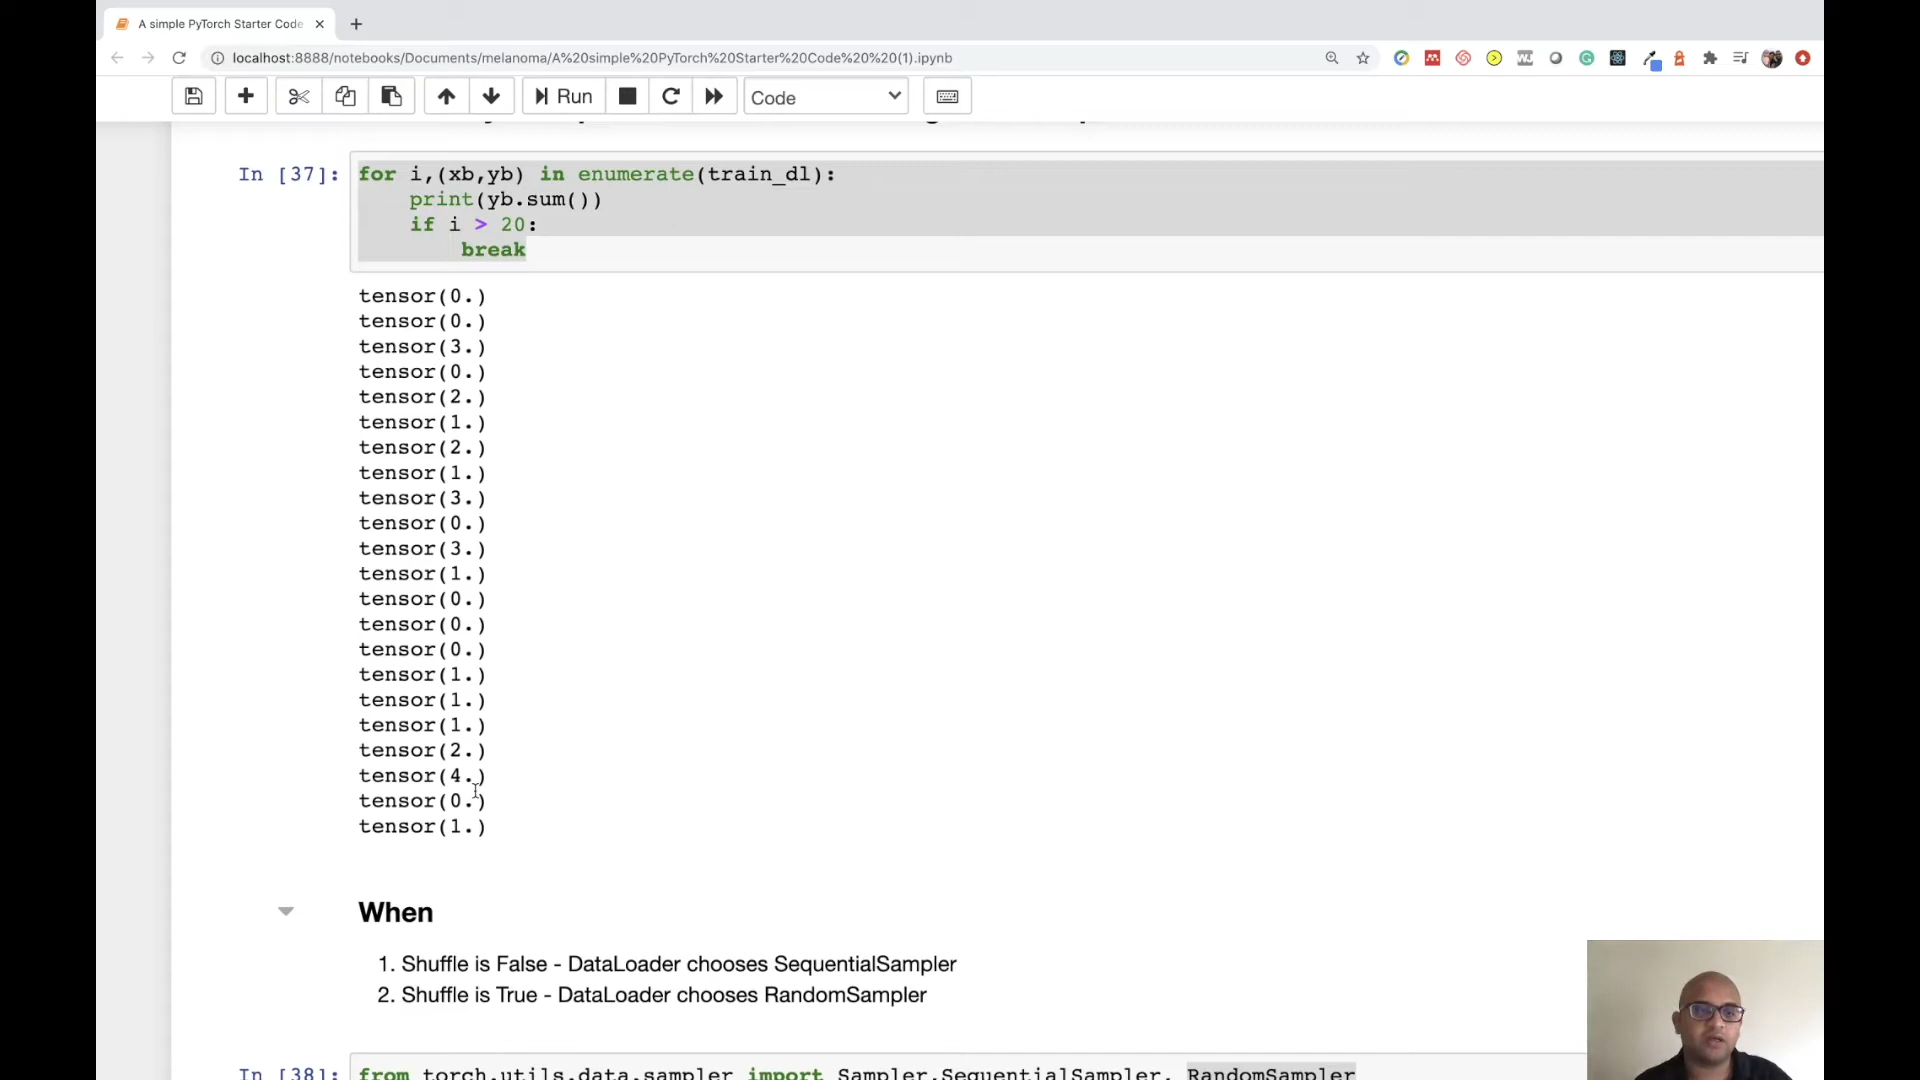 A simple PyTorch Starter Code
localhost:8888/notebooks/Documents/melanoma/A%20simple%20PyTorch%20Starter%20Code%20%20(1).ipynb
Run
Code
In [37]:
for i,(xb,yb) in enumerate(train_dl):
print(yb.sum())
if i > 20:
break
tensor(0.)
tensor(0.)
tensor(3.)
tensor(0.)
tensor(2.)
tensor(1.)
tensor(2.)
tensor(1.)
tensor(3.)
tensor(0.)
tensor(3.)
tensor(1.)
tensor(0.)
tensor(0.)
tensor(0.)
tensor(1.)
tensor(1.)
tensor(1.)
tensor(2.)
tensor(4.)
tensor(0.)
tensor(1.)
When
1. Shuffle is False - DataLoader chooses SequentialSampler
2. Shuffle is True - DataLoader chooses RandomSampler
In [38]:
from torch.utils.data.sampler import Sampler,SequentialSampler, RandomSampler